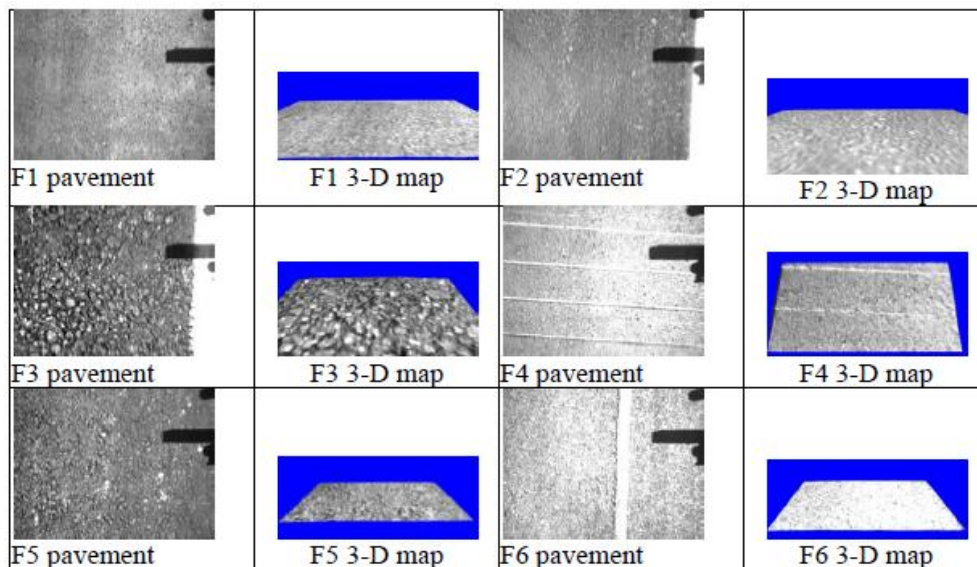 F1 pavement
F1 3-D map
F2 pavement
F2 3-D map
F3 pavement
F3 3-D map
F4 pavement
F4 3-D map
F5 pavement
F5 3-D map
F6 pavement
F6 3-D map